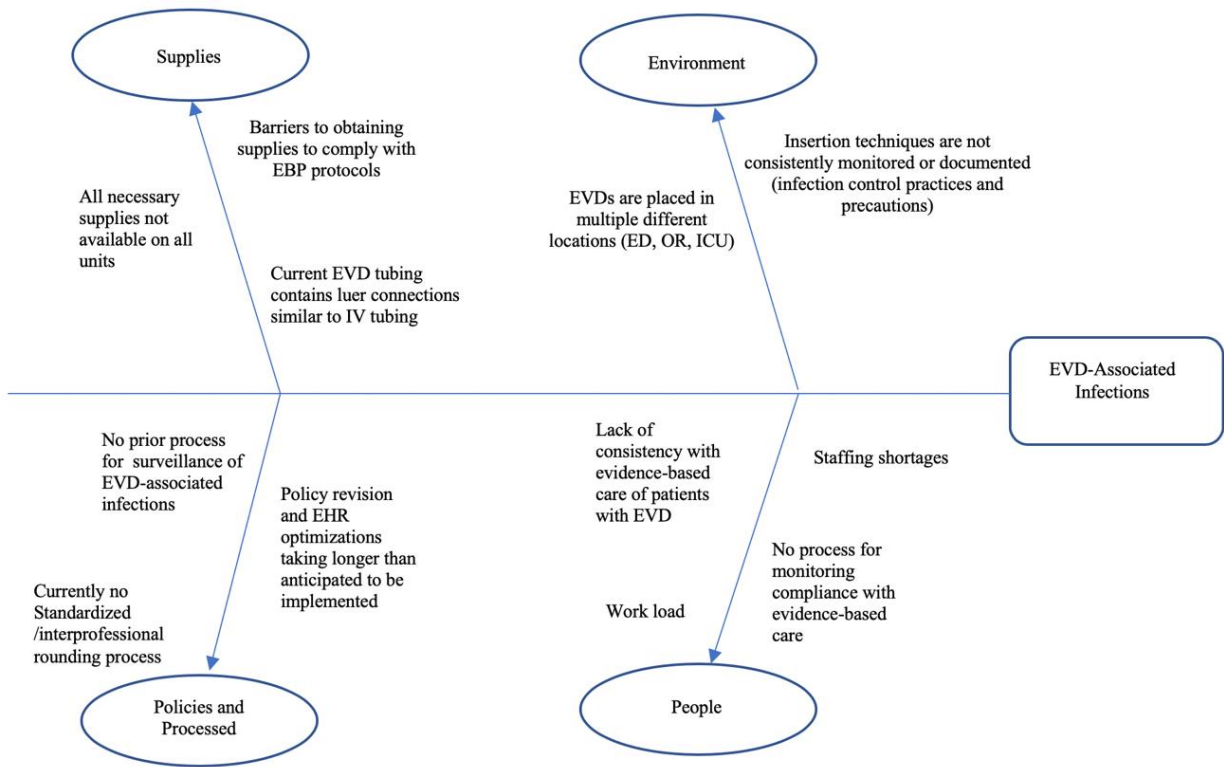 Supplies
Environment
Barriers to obtaining
supplies to comply with
EBP protocols
All necessary
supplies not
available on all
units
Current EVD tubing
contains luer connections
similar to IV tubing
Insertion techniques are not
consistently monitored or documented
(infection control practices and
precautions)
EVDs are placed in
multiple different
locations (ED, OR, ICU)
EVD-Associated
Infections
No prior process
for surveillance of
EVD-associated
infections
Policy revision
and EHR
optimizations
taking longer than
anticipated to be
implemented
Currently no
Standardized
/interprofessional
rounding process
Lack of
consistency with
evidence-based
care of patients
with EVD
Staffing shortages
No process for
monitoring
compliance with
evidence-based
care
Work load
Policies and
Processed
People